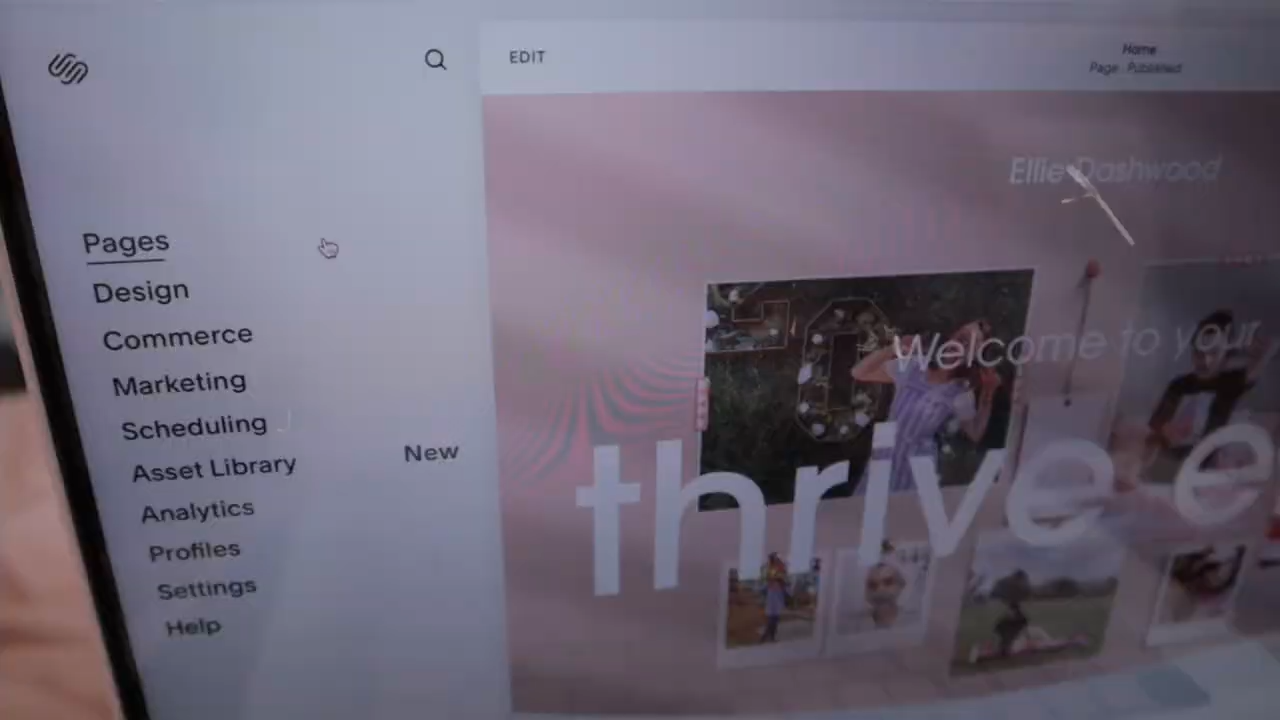 EDIT
Home
Page · Published
Pages
Design
Commerce
Marketing
Scheduling
Asset Library
New
Analytics
Profiles
Settings
Help
Ellie Dashwood
Welcome to your
thrive e